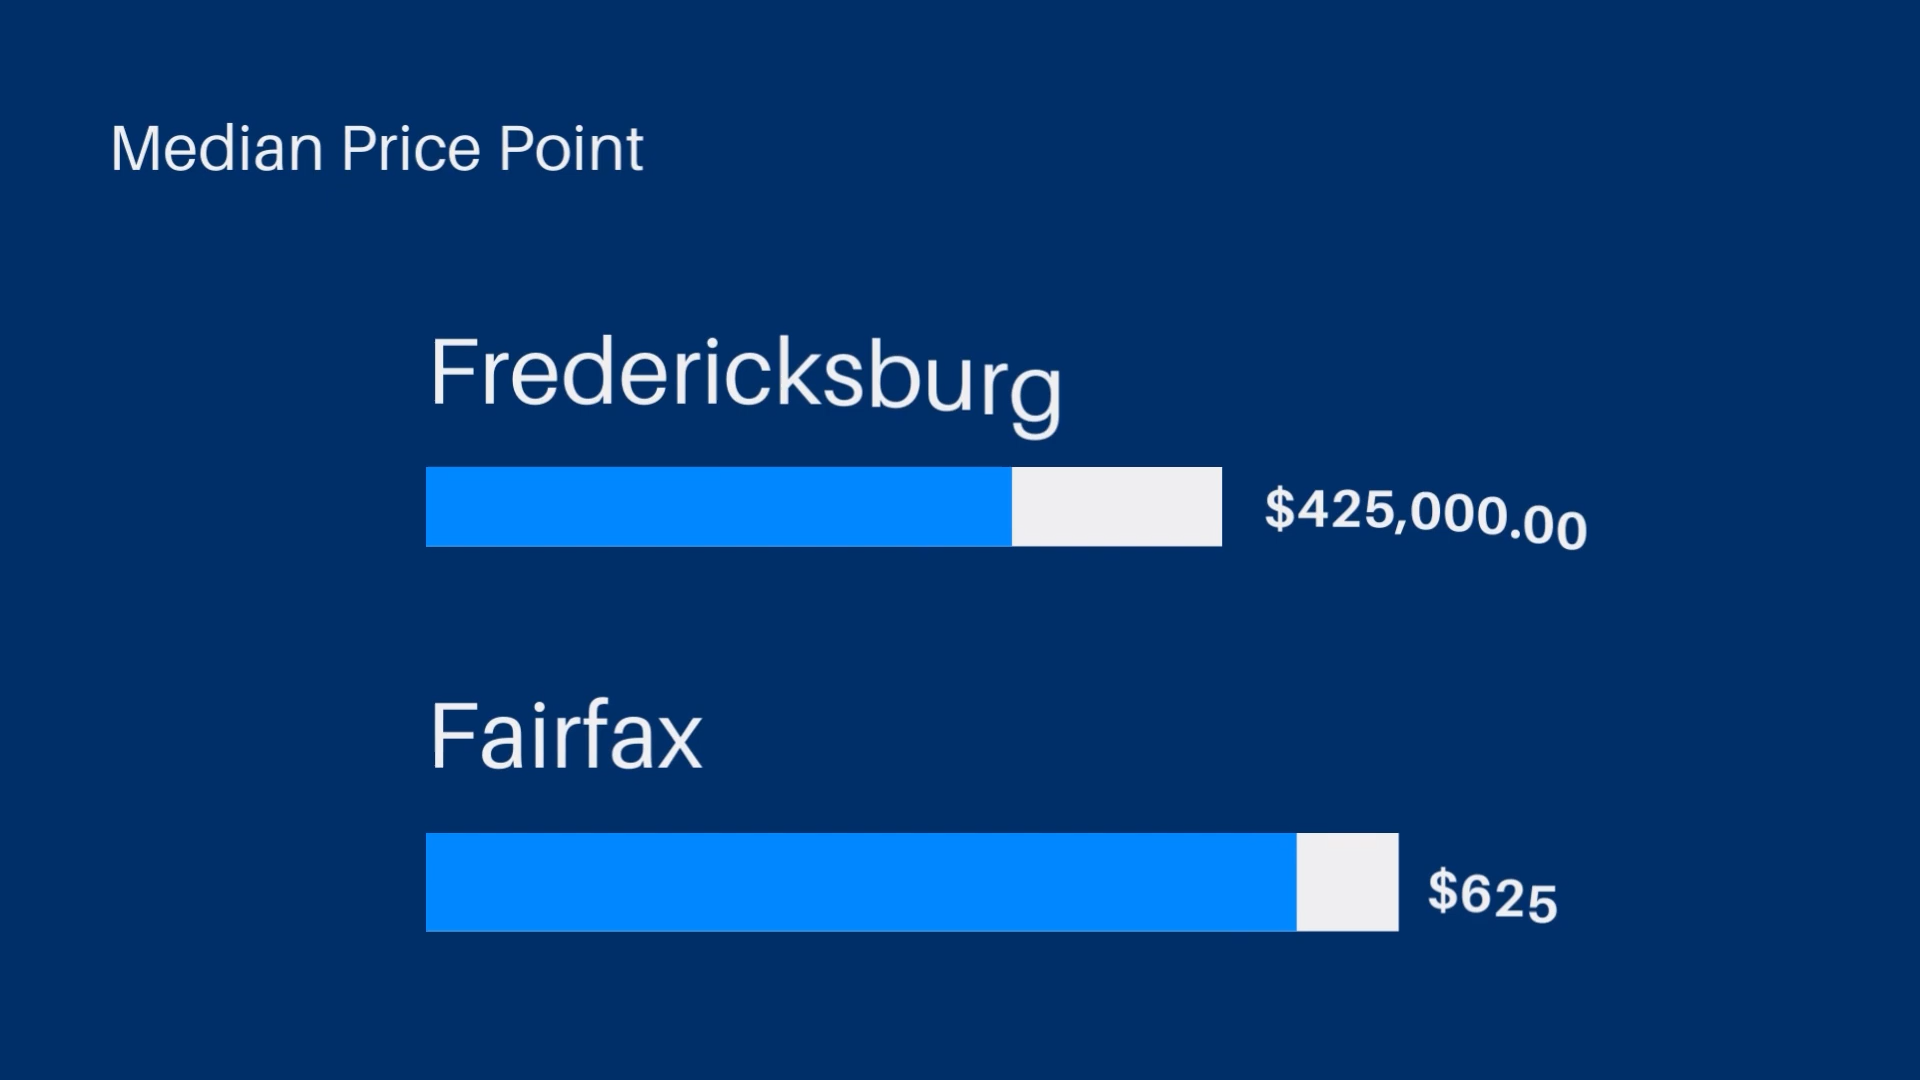 Median Price Point
Fredericksburg
$425,000.00
Fairfax
$625